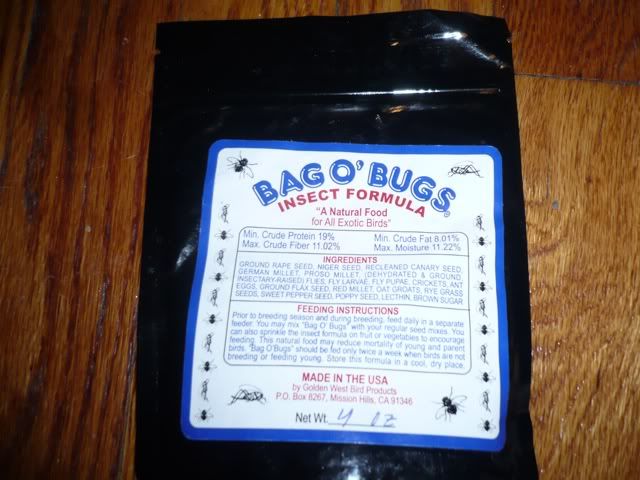 BAG O' BUGS
INSECT FORMULA
"A Natural Food
for All Exotic Birds"
Min. Crude Protein 19% Min. Crude Fat 8.01%
Max. Crude Fiber 11.02% Max. Moisture 11.22%
INGREDIENTS
GROUND RAPE SEED, NIGER SEED, RECLEANED CANARY SEED,
GERMAN MILLET, PROSO MILLET, (DEHYDRATED & GROUND
INSECTARY-RAISED) FLIES, FLY LARVAE, FLY PUPAE, CRICKETS, ANT
EGGS, GROUND FLAX SEED, RED MILLET, OAT GROATS, RYE GRASS
SEEDS, SWEET PEPPER SEED, POPPY SEED, LECTHIN, BROWN SUGAR
FEEDING INSTRUCTIONS
Prior to breeding season and during breeding, feed daily in a separate
feeder. You may mix "Bag O' Bugs" with your regular seed mixes. You
can also sprinkle the insect formula on fruit or vegetables to encourage
feeding. This natural food may reduce mortality of young and parent
birds. "Bag O'Bugs" should be fed only twice a week when birds are not
breeding or feeding young. Store this formula in a cool, dry place.
MADE IN THE USA
by Golden West Bird Products
P.O. Box 8267, Mission Hills, CA 91346
Net Wt. 4 oz